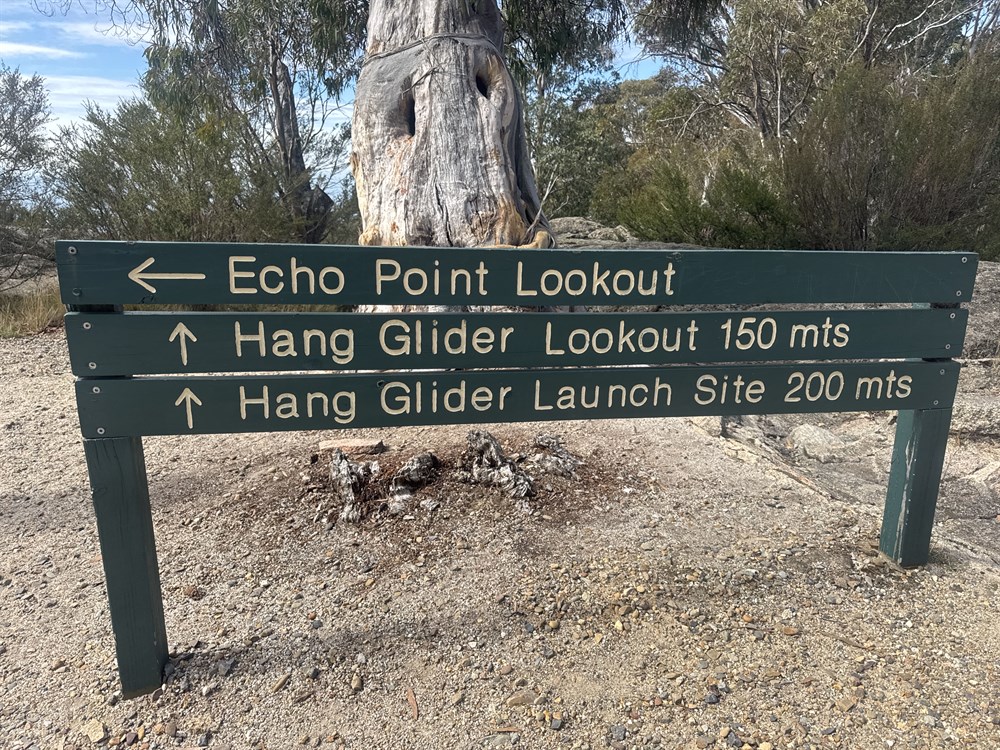 ← Echo Point Lookout
↑ Hang Glider Lookout 150 mts
↑ Hang Glider Launch Site 200 mts